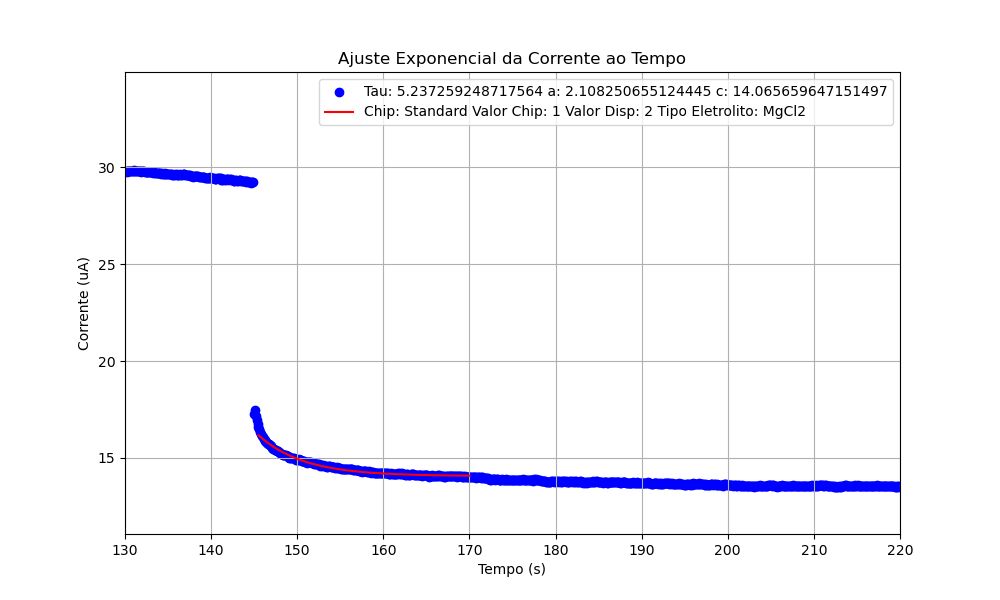 Ajuste Exponencial da Corrente ao Tempo
Tau: 5.237259248717564 a: 2.108250655124445 c: 14.065659647151497
Chip: Standard Valor Chip: 1 Valor Disp: 2 Tipo Eletrolito: MgCl2
30
25
20
15
Corrente (uA)
130 140 150 160 170 180 190 200 210 220
Tempo (s)